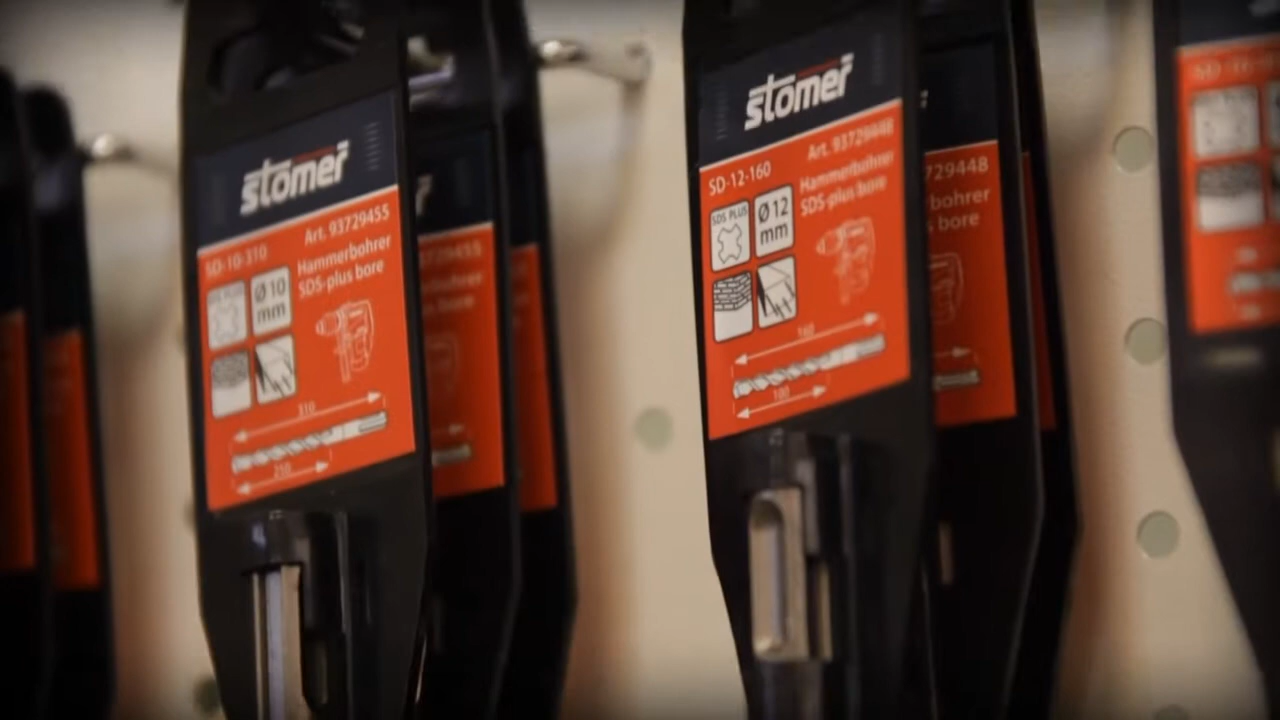 stomer
Art. 93729455
SD-10-310
Hammerbohrer
SDS-plus bore
SDS PLUS
Ø 10
mm
310
250
stomer
Art. 93729448
SD-12-160
Hammerbohrer
SDS-plus bore
SDS PLUS
Ø 12
mm
160
100
729448
bohrer
s bore